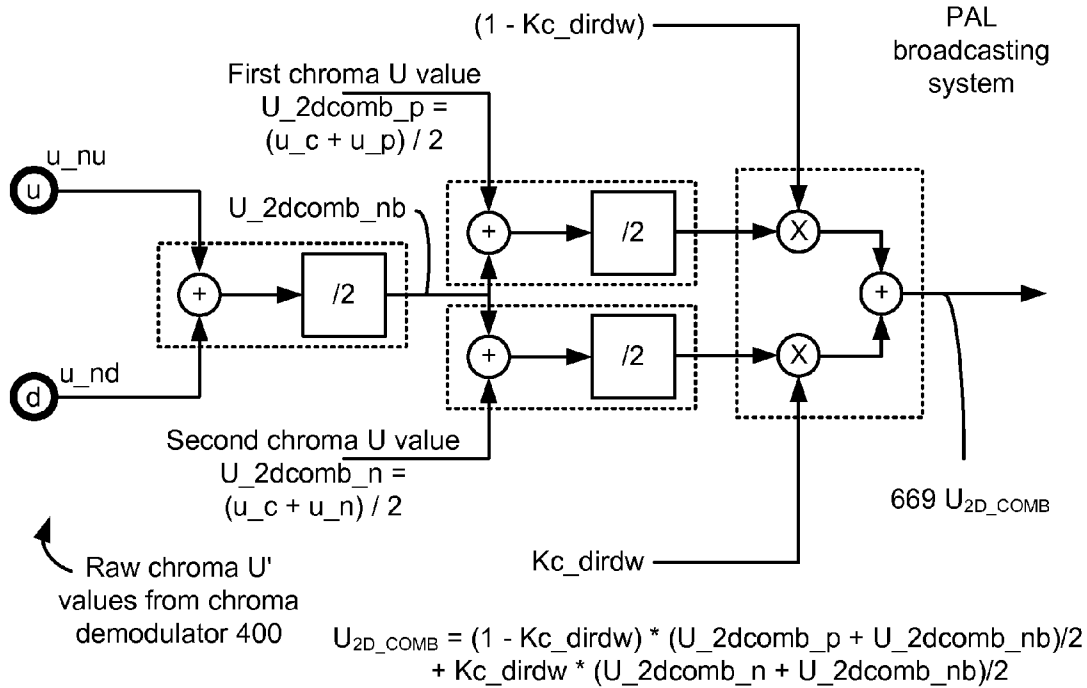 (1 - Kc_dirdw)
PAL
broadcasting
system
First chroma U value
U_2dcomb_p =
(u_c + u_p) / 2
u_nu
u
U_2dcomb_nb
+
/2
X
+
/2
+
+
/2
X
u_nd
d
Second chroma U value
U_2dcomb_n =
(u_c + u_n) / 2
669 U2D_COMB
Kc_dirdw
Raw chroma U'
values from chroma
demodulator 400
U2D_COMB = (1 - Kc_dirdw) * (U_2dcomb_p + U_2dcomb_nb)/2
+ Kc_dirdw * (U_2dcomb_n + U_2dcomb_nb)/2